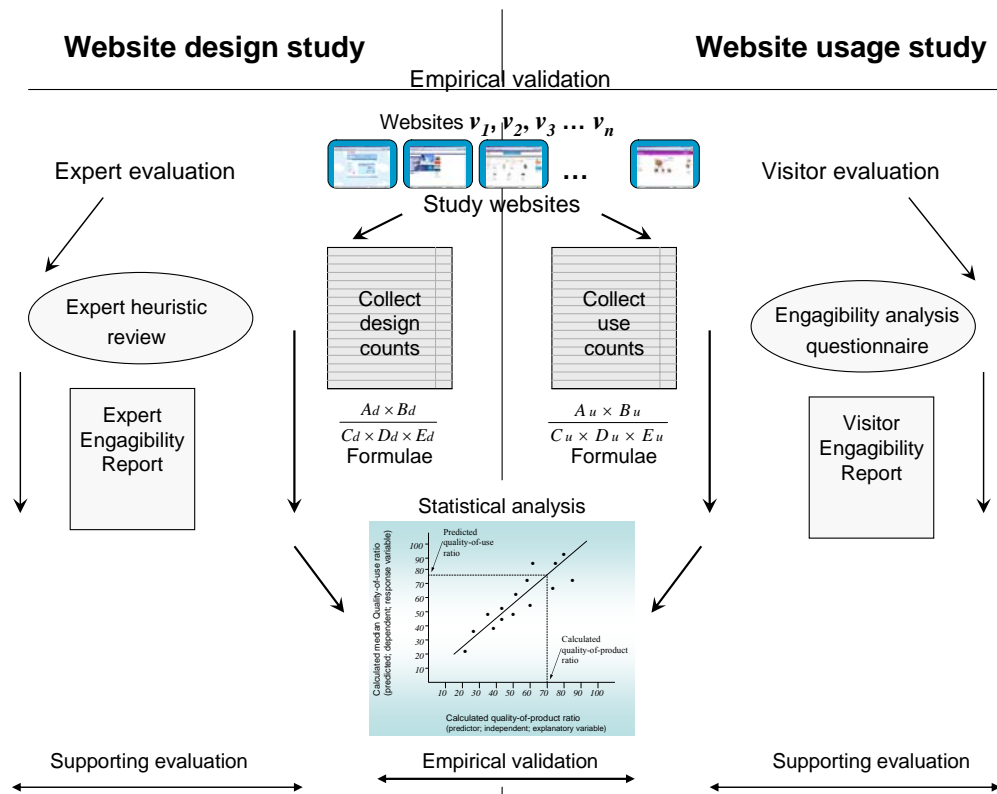 Website design study
Website usage study
Empirical validation
Websites v1, v2, v3 ... vn
...
Expert evaluation
Visitor evaluation
Study websites
Expert heuristic
review
Collect
design
counts
Collect
use
counts
Engagibility analysis
questionnaire
Expert
Engagibility
Report
Ad × Bd
Cd × Dd × Ed
Formulae
Au × Bu
Cu × Du × Eu
Formulae
Visitor
Engagibility
Report
Statistical analysis
Predicted
quality-of-use
ratio
Calculated median Quality-of-use ratio
(predicted; dependent; response variable)
100
90
80
70
60
50
40
30
20
10
Calculated
quality-of-product
ratio
10 20 30 40 50 60 70 80 90 100
Calculated quality-of-product ratio
(predictor; independent; explanatory variable)
Supporting evaluation
Empirical validation
Supporting evaluation